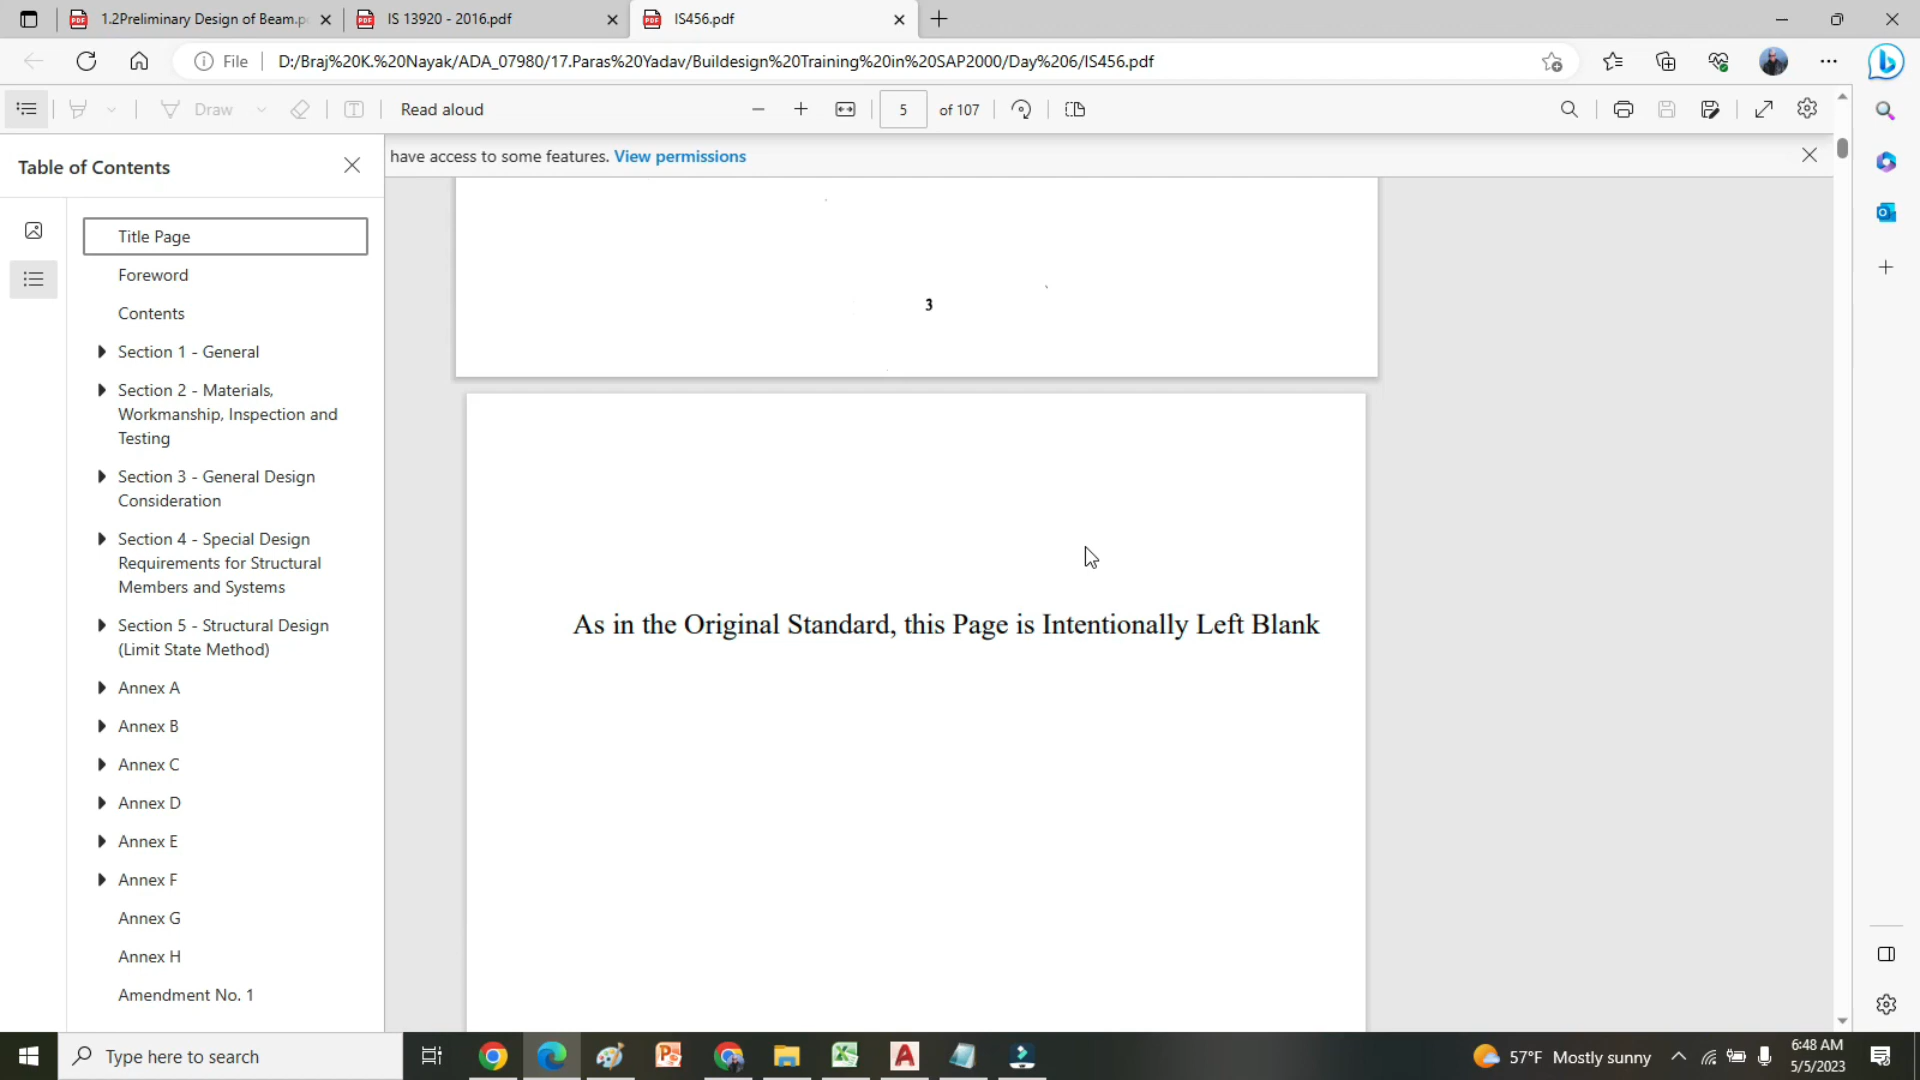 1.2Preliminary Design of Beam.p
IS 13920 - 2016.pdf
IS456.pdf
File
D:/Braj%20K.%20Nayak/ADA_07980/17.Paras%20Yadav/Buildesign%20Training%20in%20SAP2000/Day%206/IS456.pdf
Draw
Read aloud
5
of 107
Table of Contents
have access to some features. View permissions
Title Page
Foreword
Contents
Section 1 - General
Section 2 - Materials,
Workmanship, Inspection and
Testing
Section 3 - General Design
Consideration
Section 4 - Special Design
Requirements for Structural
Members and Systems
Section 5 - Structural Design
(Limit State Method)
Annex A
Annex B
Annex C
Annex D
Annex E
Annex F
Annex G
Annex H
Amendment No. 1
3
As in the Original Standard, this Page is Intentionally Left Blank
Type here to search
57°F Mostly sunny
6:48 AM
5/5/2023